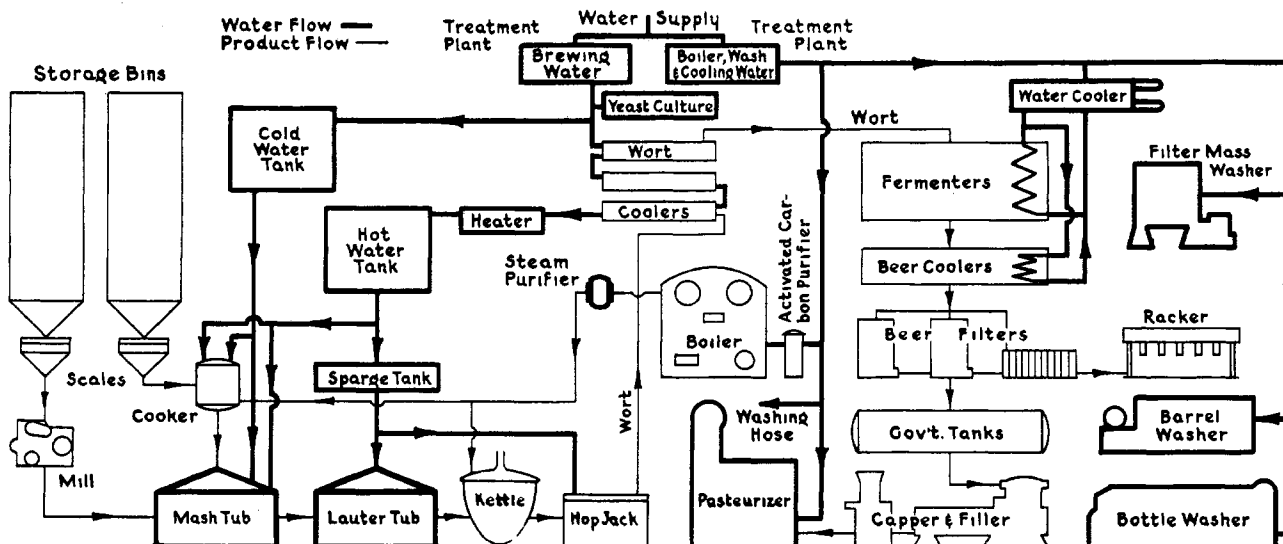 Water Flow
Product Flow
Treatment
Plant
Water Supply
Treatment
Plant
Storage Bins
Brewing
Water
Boiler, Wash
& Cooling Water
Yeast Culture
Water Cooler
Cold
Water
Tank
Wort
Wort
Fermenters
Filter Mass
Washer
Coolers
Heater
Hot
Water
Tank
Steam
Purifier
Activated Car-
bon Purifier
Beer Coolers
Boiler
Beer Filters
Racker
Scales
Sparge Tank
Cooker
Wort
Washing
Hose
Gov't. Tanks
Barrel
Washer
Mill
Mash Tub
Lauter Tub
Kettle
Hop Jack
Pasteurizer
Capper & Filler
Bottle Washer